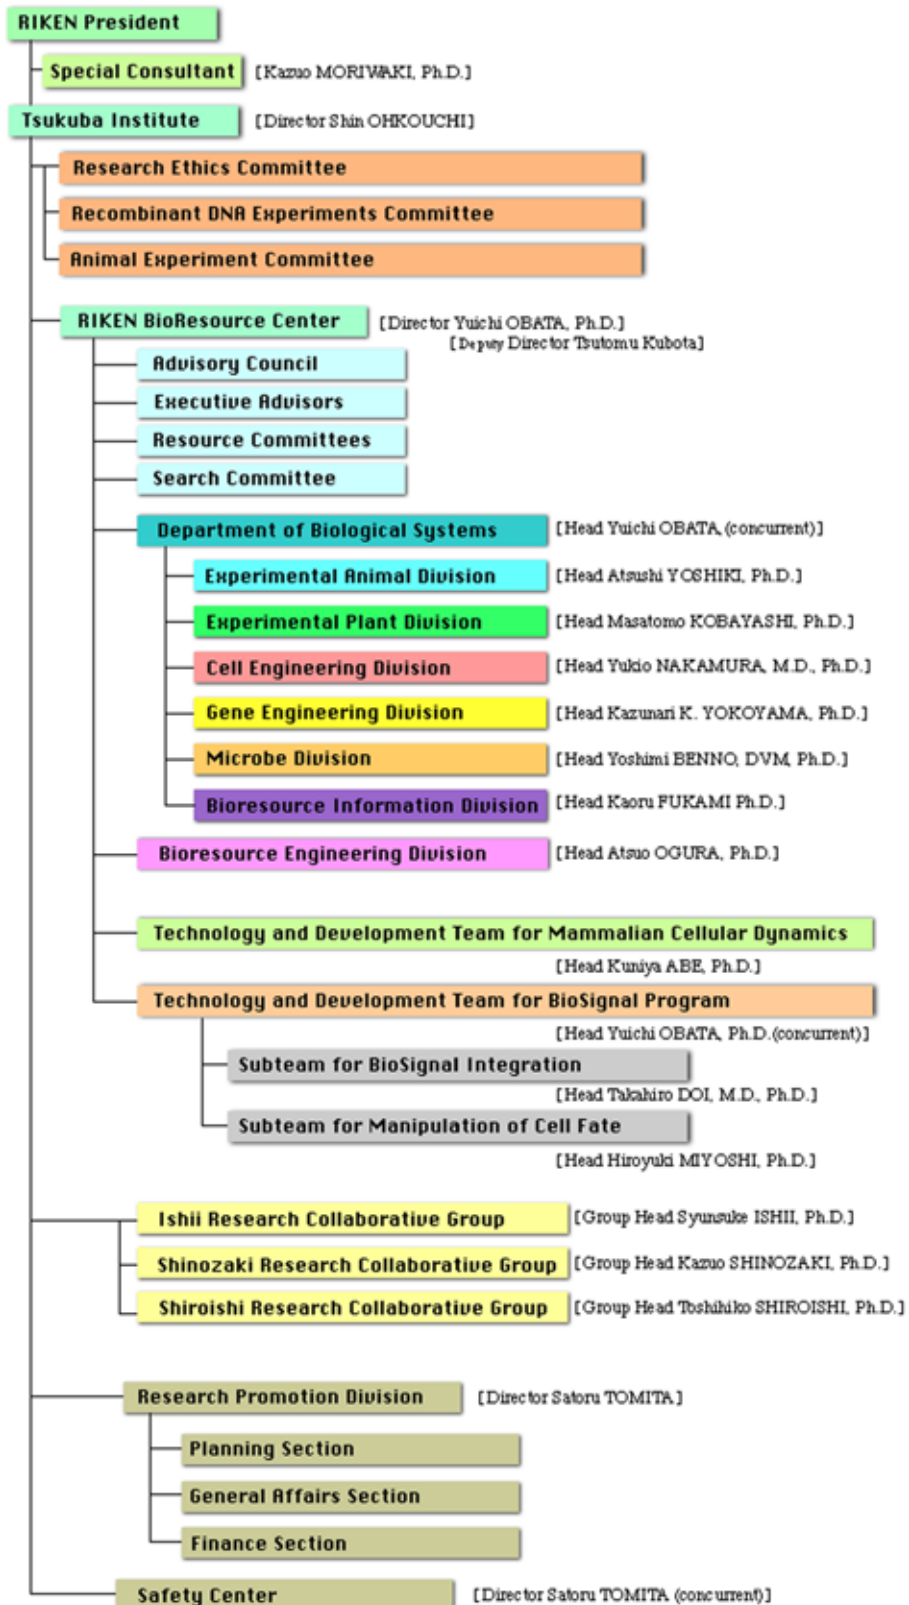 RIKEN President
Special Consultant [Kazuo MORIWAKI, Ph.D.]
Tsukuba Institute [Director Shin OHKOUCHI]
Research Ethics Committee
Recombinant DNA Experiments Committee
Animal Experiment Committee
RIKEN BioResource Center [Director Yuichi OBATA, Ph.D.]
[Deputy Director Tsutomu Kubota]
Advisory Council
Executive Advisors
Resource Committees
Search Committee
Department of Biological Systems [Head Yuichi OBATA, (concurrent)]
Experimental Animal Division [Head Atsushi YOSHIKI, Ph.D.]
Experimental Plant Division [Head Masatomo KOBAYASHI, Ph.D.]
Cell Engineering Division [Head Yukio NAKAMURA, M.D., Ph.D.]
Gene Engineering Division [Head Kazunari K. YOKOYAMA, Ph.D.]
Microbe Division [Head Yoshimi BENNO, DVM, Ph.D.]
Bioresource Information Division [Head Kaoru FUKAMI Ph.D.]
Bioresource Engineering Division [Head Atsuo OGURA, Ph.D.]
Technology and Development Team for Mammalian Cellular Dynamics
[Head Kuniya ABE, Ph.D.]
Technology and Development Team for BioSignal Program
[Head Yuichi OBATA, Ph.D.(concurrent)]
Subteam for BioSignal Integration
[Head Takahiro DOI, M.D., Ph.D.]
Subteam for Manipulation of Cell Fate
[Head Hiroyuki MIYOSHI, Ph.D.]
Ishii Research Collaborative Group [Group Head Syunsuke ISHII, Ph.D.]
Shinozaki Research Collaborative Group [Group Head Kazuo SHINOZAKI, Ph.D.]
Shiroishi Research Collaborative Group [Group Head Toshihiko SHIROISHI, Ph.D.]
Research Promotion Division [Director Satoru TOMITA]
Planning Section
General Affairs Section
Finance Section
Safety Center [Director Satoru TOMITA (concurrent)]